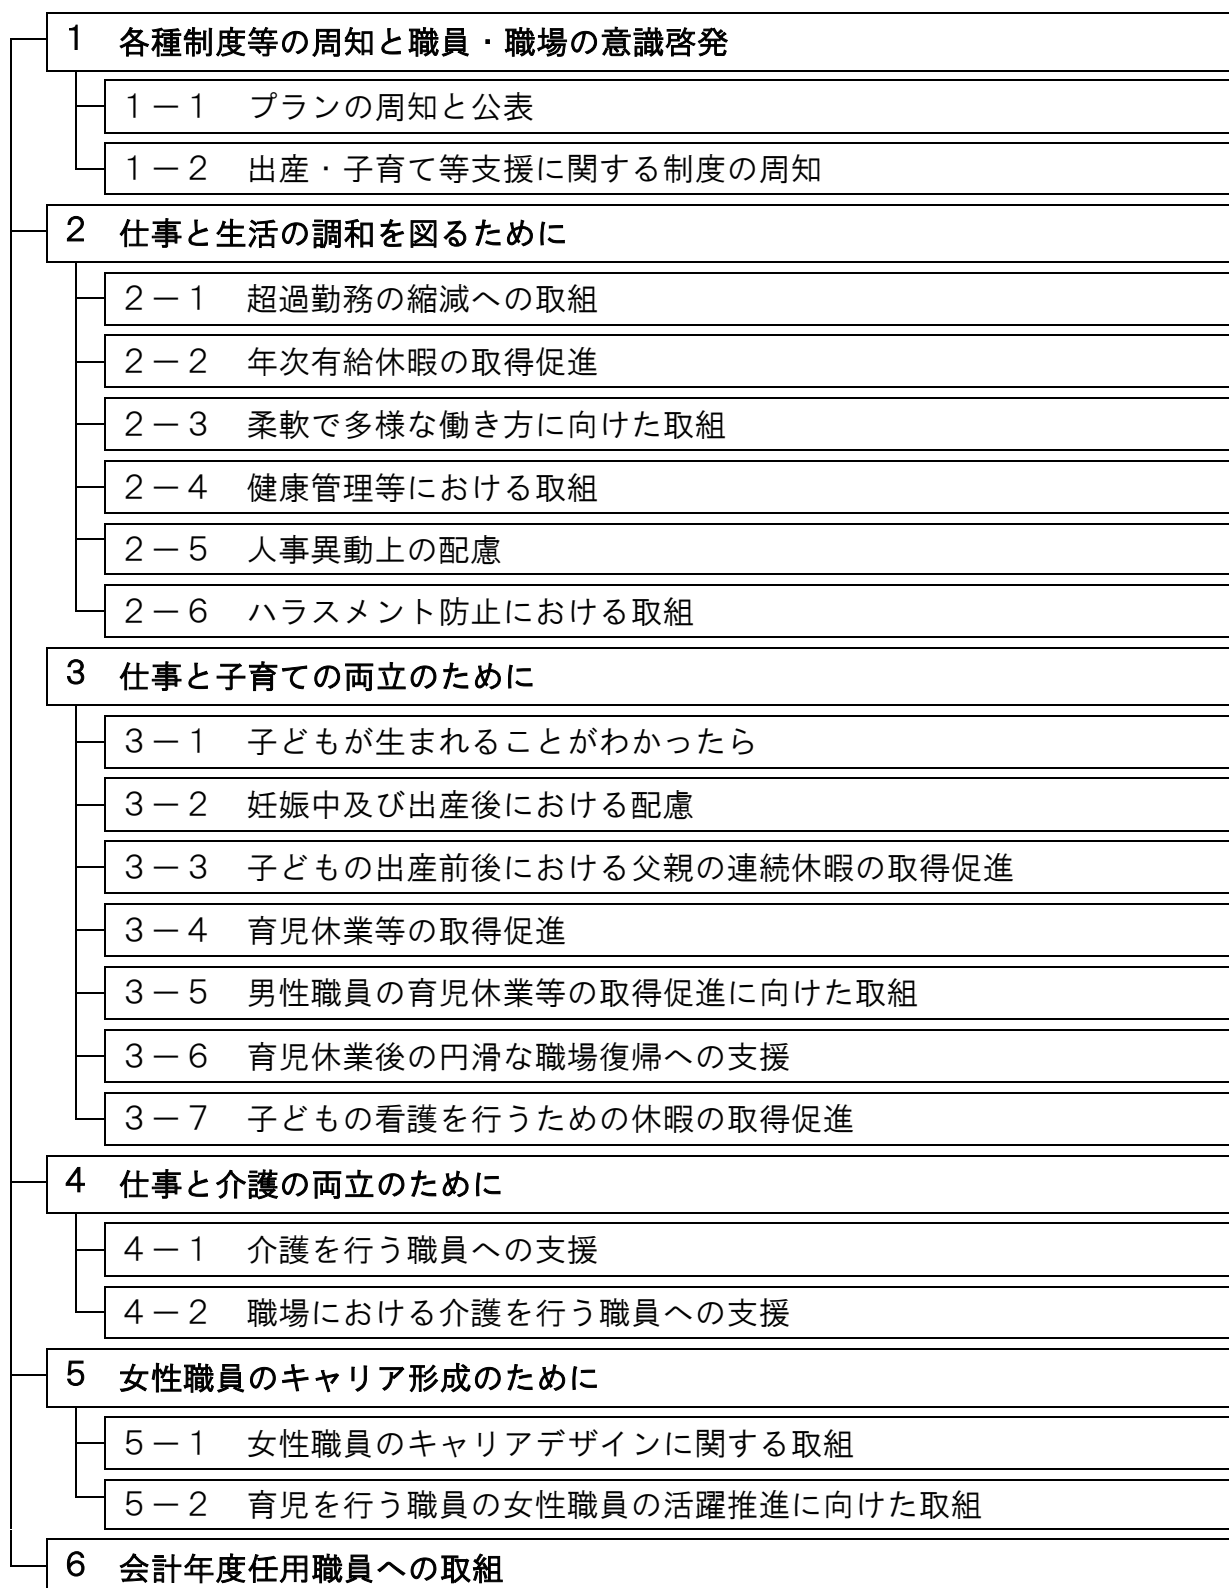 1 各種制度等の周知と職員・職場の意識啓発
1－1 プランの周知と公表
1－2 出産・子育て等支援に関する制度の周知
2 仕事と生活の調和を図るために
2－1 超過勤務の縮減への取組
2－2 年次有給休暇の取得促進
2－3 柔軟で多様な働き方に向けた取組
2－4 健康管理等における取組
2－5 人事異動上の配慮
2－6 ハラスメント防止における取組
3 仕事と子育ての両立のために
3－1 子どもが生まれることがわかったら
3－2 妊娠中及び出産後における配慮
3－3 子どもの出産前後における父親の連続休暇の取得促進
3－4 育児休業等の取得促進
3－5 男性職員の育児休業等の取得促進に向けた取組
3－6 育児休業後の円滑な職場復帰への支援
3－7 子どもの看護を行うための休暇の取得促進
4 仕事と介護の両立のために
4－1 介護を行う職員への支援
4－2 職場における介護を行う職員への支援
5 女性職員のキャリア形成のために
5－1 女性職員のキャリアデザインに関する取組
5－2 育児を行う職員の女性職員の活躍推進に向けた取組
6 会計年度任用職員への取組